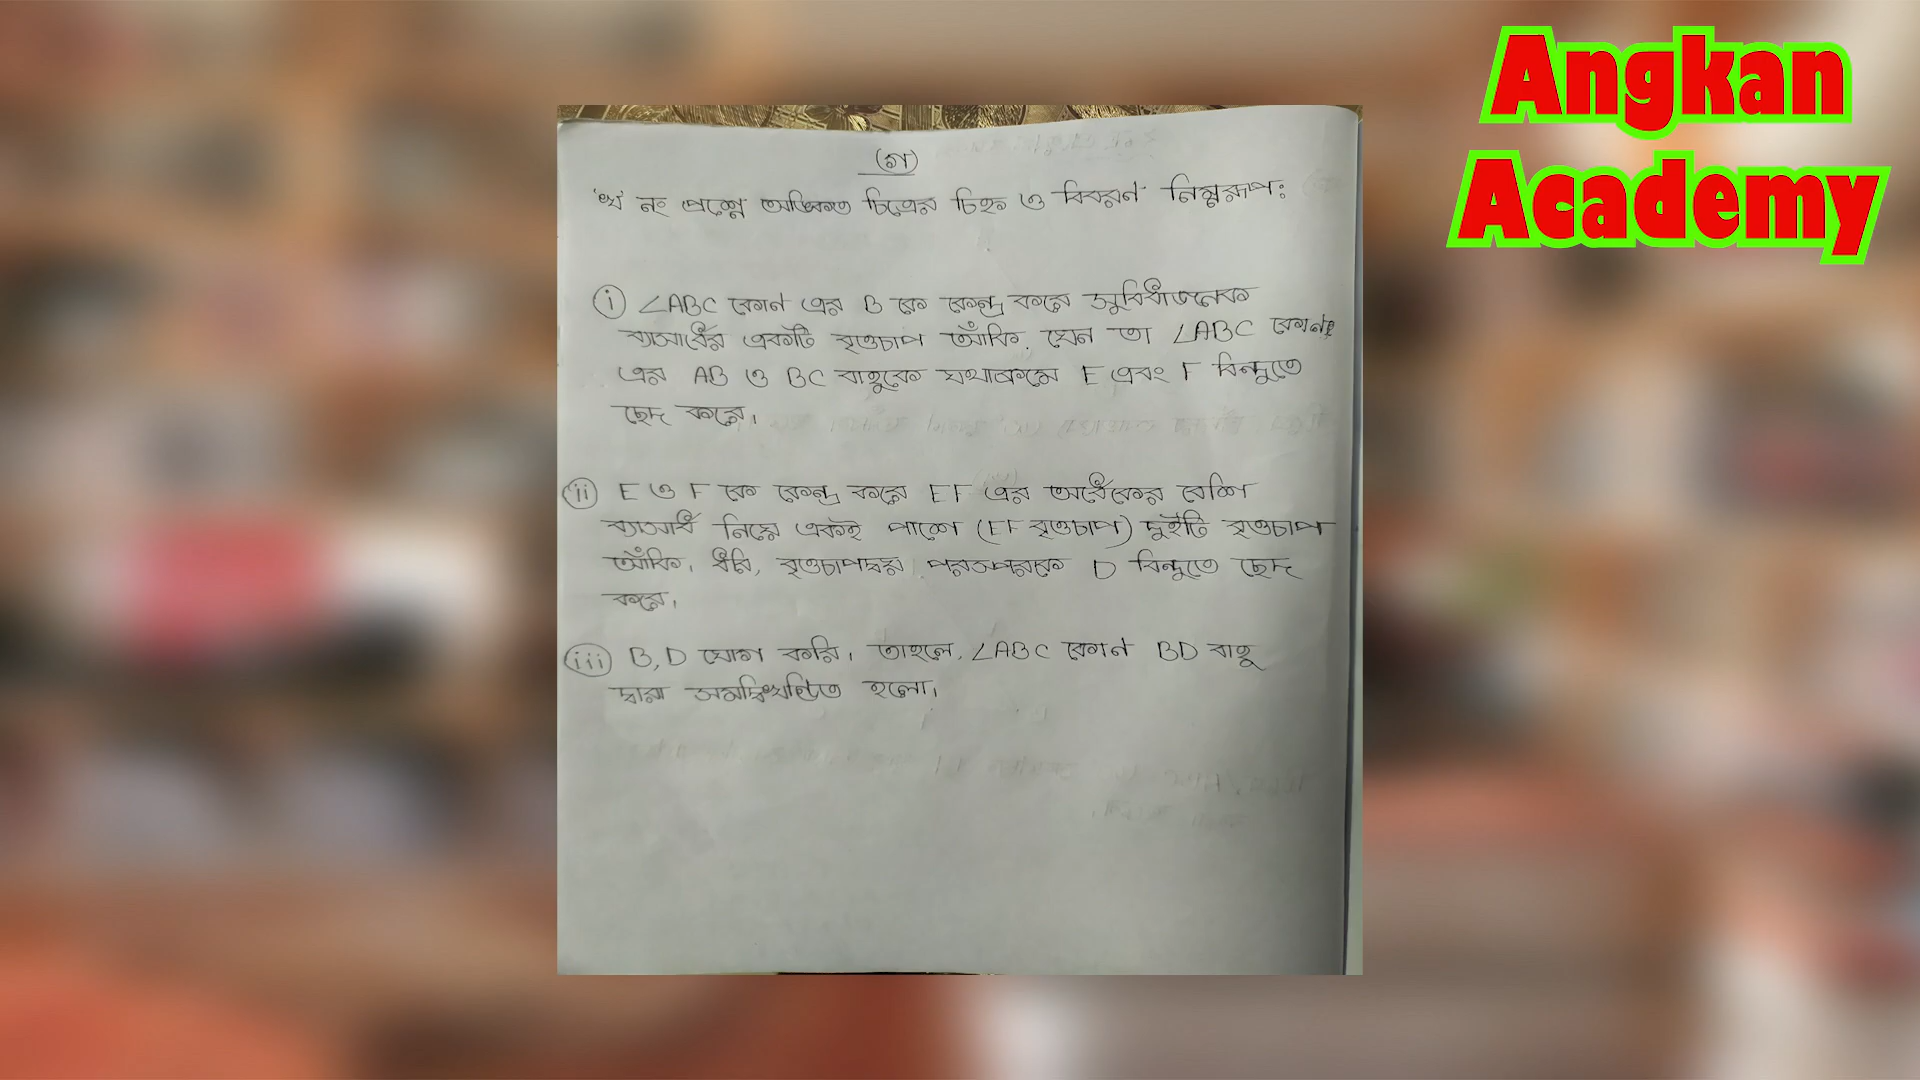 Angkan
Academy
(গ)
'খ' নং প্রশ্নে অঙ্কিত চিত্রের চিহ্ন ও বিবরণ নিম্নরূপঃ
i ∠ABC কোণ এর B কে কেন্দ্র করে সুবিধাজনক
ব্যাসার্ধের একটি বৃত্তচাপ আঁকি, যেন তা ∠ABC কোণ
এর AB ও BC বাহুকে যথাক্রমে E এবং F বিন্দুতে
ছেদ করে।
ii E ও F কে কেন্দ্র করে EF এর অর্ধেকের বেশি
ব্যাসার্ধ নিয়ে একই পাশে (EF বৃত্তচাপ) দুইটি বৃত্তচাপ
আঁকি। ধরি, বৃত্তচাপদ্বয় পরস্পরকে D বিন্দুতে ছেদ
করে।
iii B, D যোগ করি। তাহলে, ∠ABC কোণ BD বাহু
দ্বারা সমদ্বিখণ্ডিত হলো।